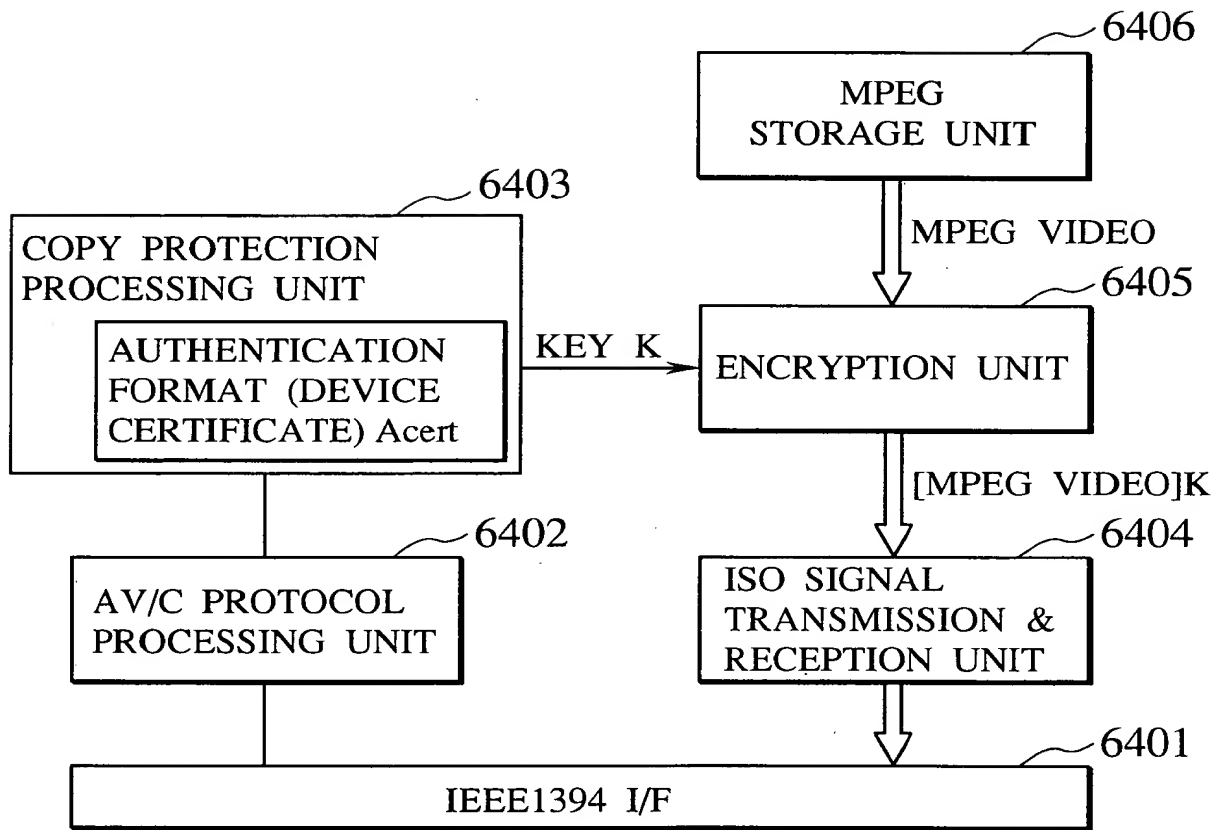 6406
MPEG
STORAGE UNIT
6403
COPY PROTECTION
PROCESSING UNIT
MPEG VIDEO
6405
AUTHENTICATION
FORMAT (DEVICE
CERTIFICATE) Acert
KEY K
ENCRYPTION UNIT
[MPEG VIDEO]K
6402
6404
AV/C PROTOCOL
PROCESSING UNIT
ISO SIGNAL
TRANSMISSION &
RECEPTION UNIT
6401
IEEE1394 I/F